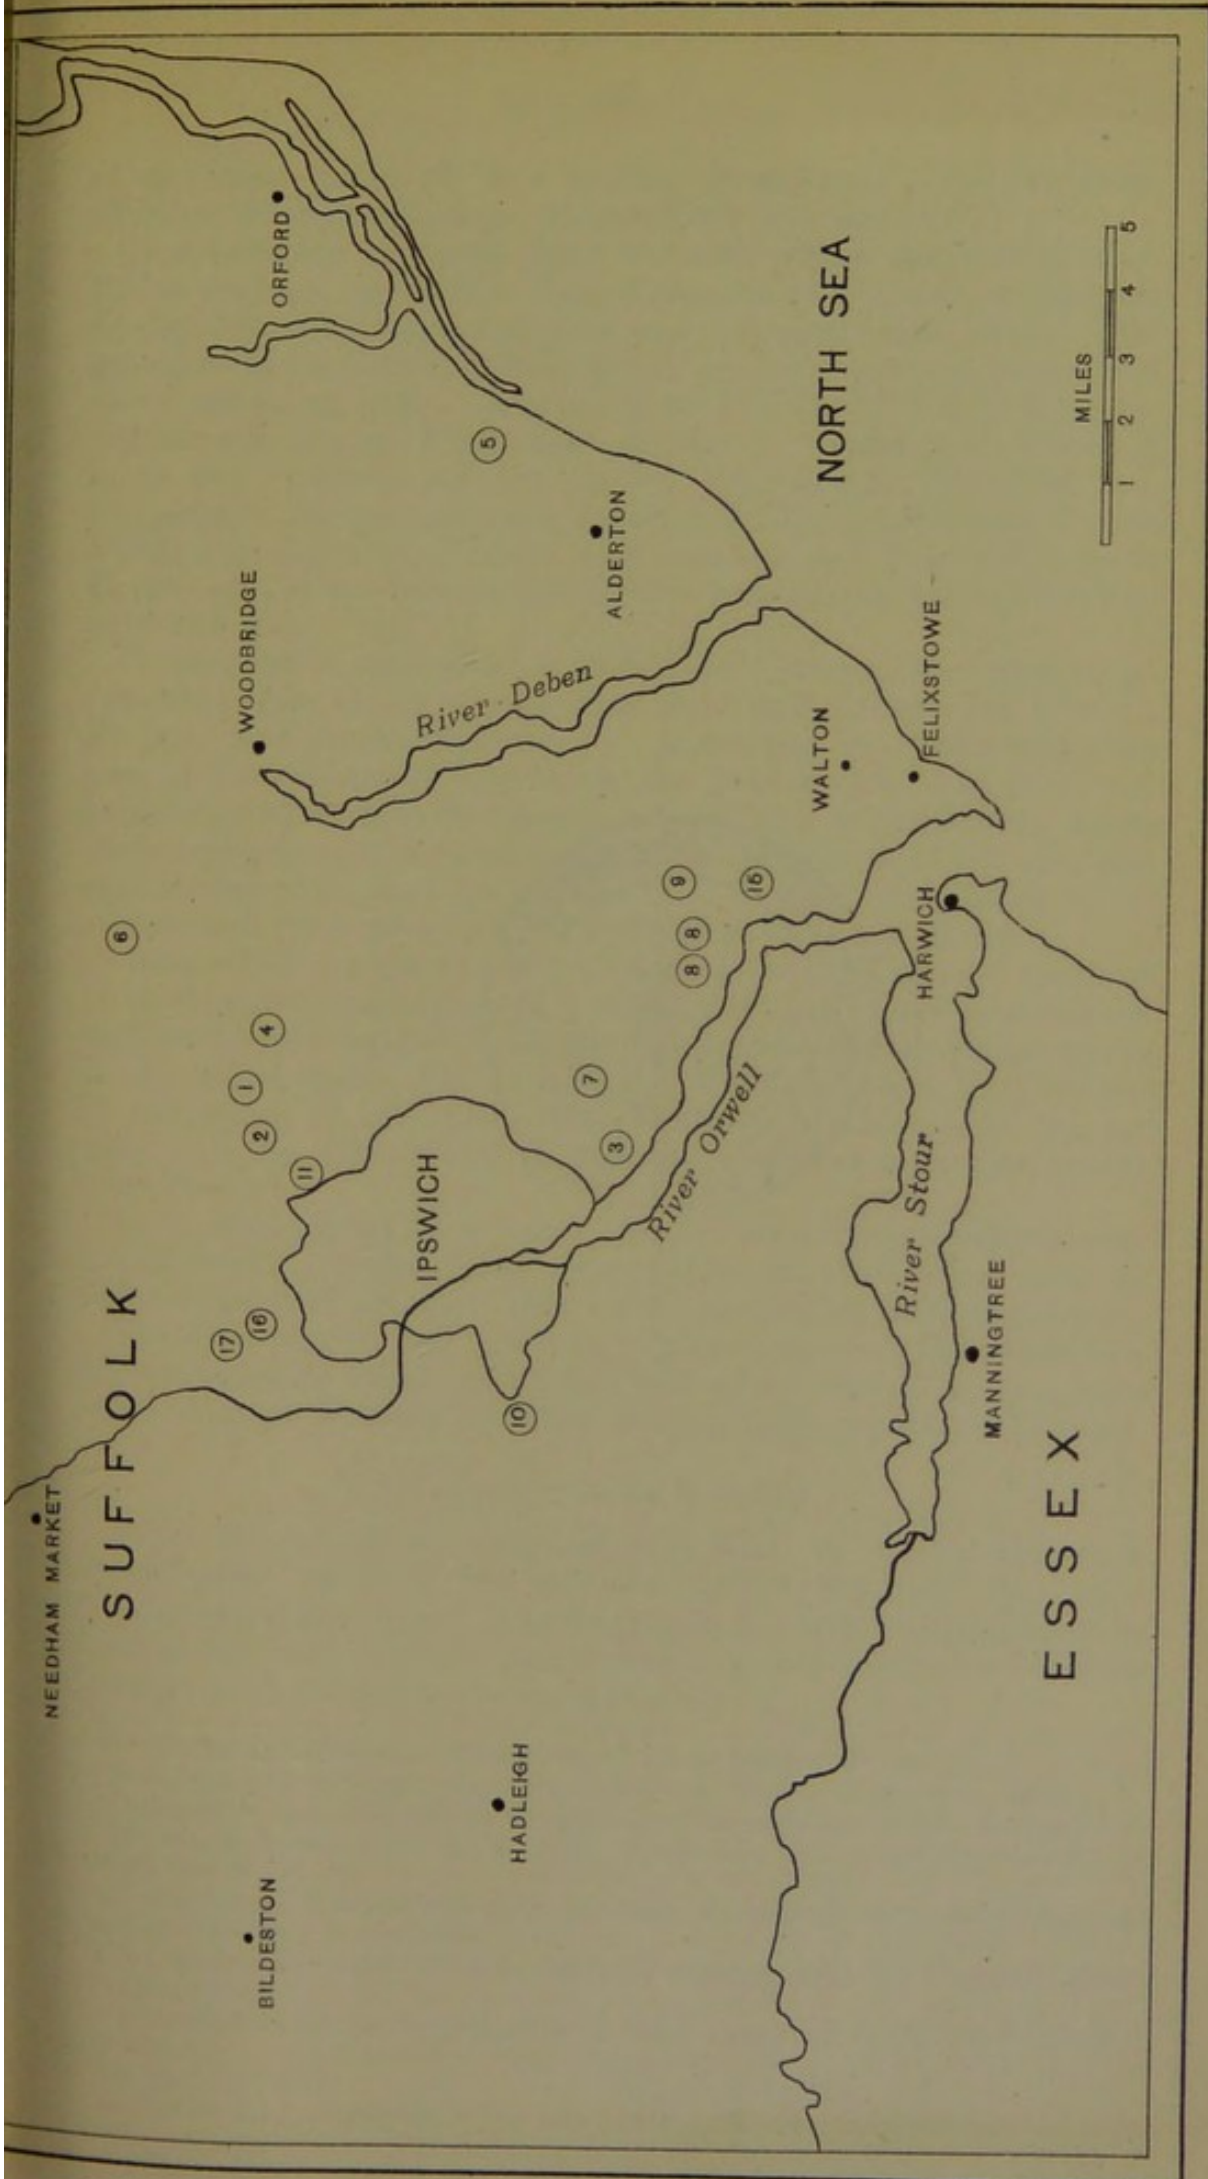 NEEDHAM MARKET
SUFFOLK
6
BILDESTON
17
16
2
1
4
WOODBRIDGE
ORFORD
11
IPSWICH
River Deben
5
HADLEIGH
10
3
7
ALDERTON
River Orwell
8
8
9
15
WALTON
NORTH SEA
River Stour
HARWICH
FELIXSTOWE
MANNINGTREE
ESSEX
MILES
1 2 3 4 5